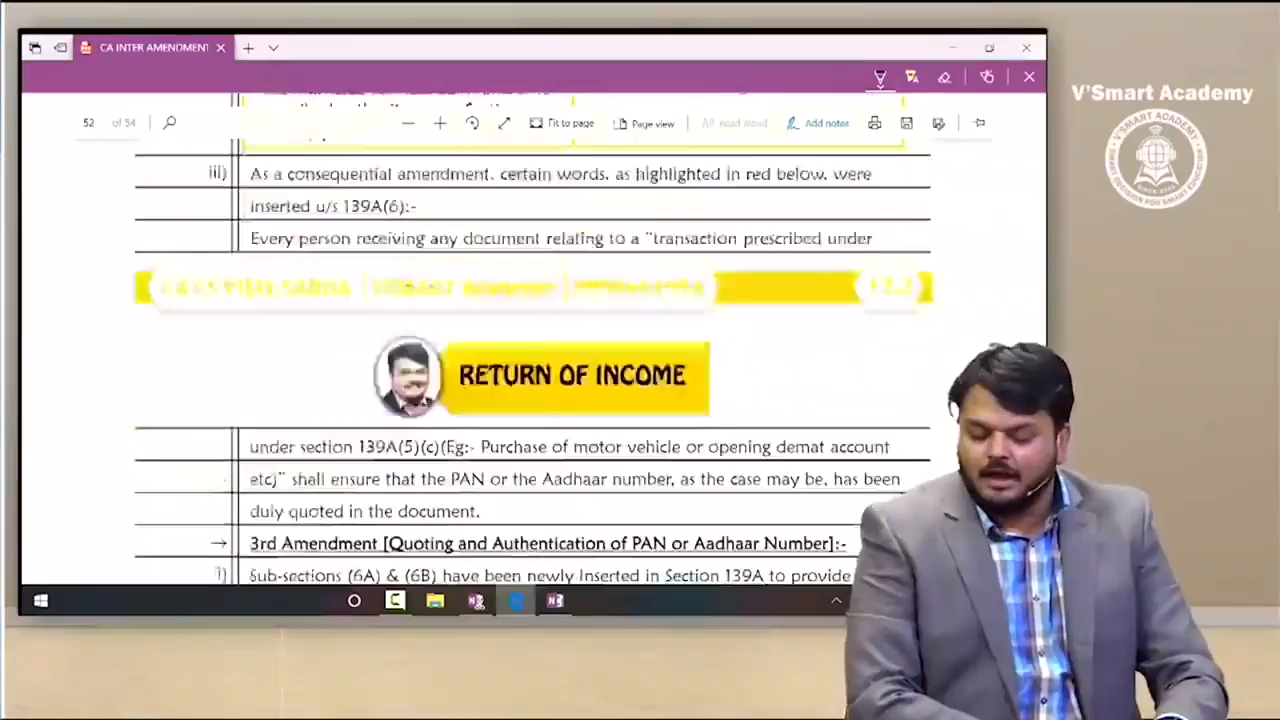 CA INTER AMENDMENT
V'Smart Academy
52 of 54
Fit to page
Page view
Read aloud
Add notes
iii) As a consequential amendment, certain words, as highlighted in red below, were
inserted u/s 139A(6):-
Every person receiving any document relating to a "transaction prescribed under
12.2
RETURN OF INCOME
under section 139A(5)(c)(Eg:- Purchase of motor vehicle or opening demat account
etc)" shall ensure that the PAN or the Aadhaar number, as the case may be, has been
duly quoted in the document.
→ 3rd Amendment [Quoting and Authentication of PAN or Aadhaar Number]:-
i) Sub-sections (6A) & (6B) have been newly Inserted in Section 139A to provide